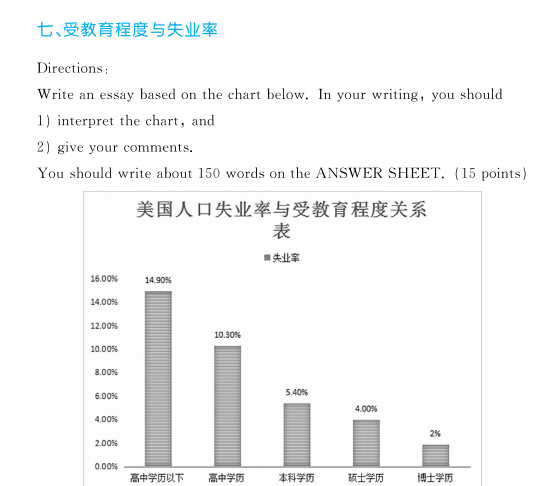 七、受教育程度与失业率
Directions:
Write an essay based on the chart below. In your writing, you should
1) interpret the chart, and
2) give your comments.
You should write about 150 words on the ANSWER SHEET. (15 points)
美国人口失业率与受教育程度关系
表
失业率
16.00%
14.00%
12.00%
10.00%
8.00%
6.00%
4.00%
2.00%
0.00%
14.90%
10.30%
5.40%
4.00%
2%
高中学历以下 高中学历 本科学历 硕士学历 博士学历